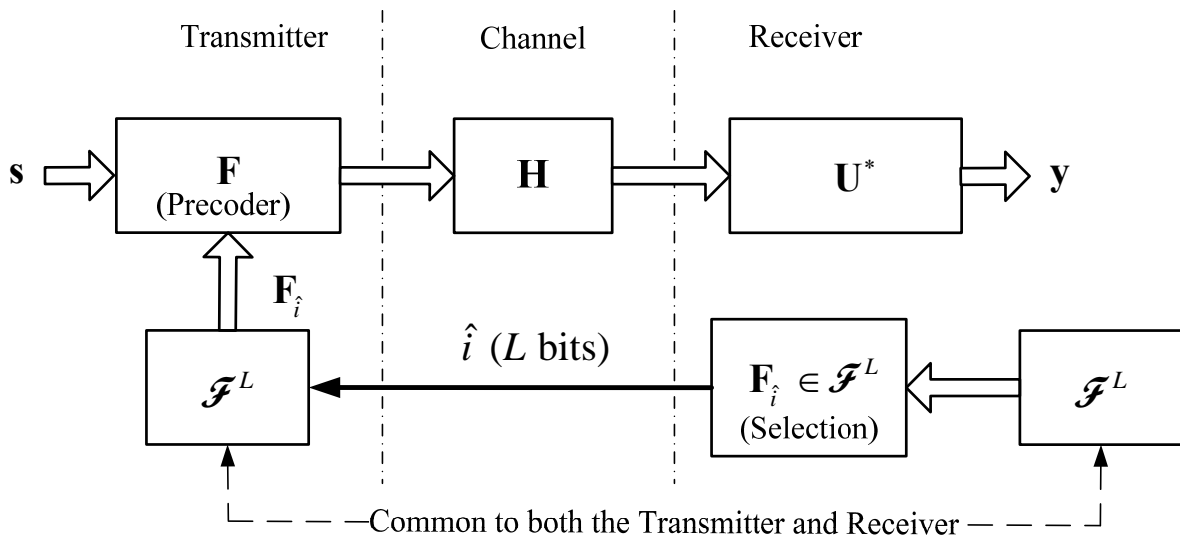 Transmitter Channel Receiver
s F H U* y
(Precoder)
F_î
î (L bits)
𝓕^L F_î ∈ 𝓕^L 𝓕^L
(Selection)
Common to both the Transmitter and Receiver